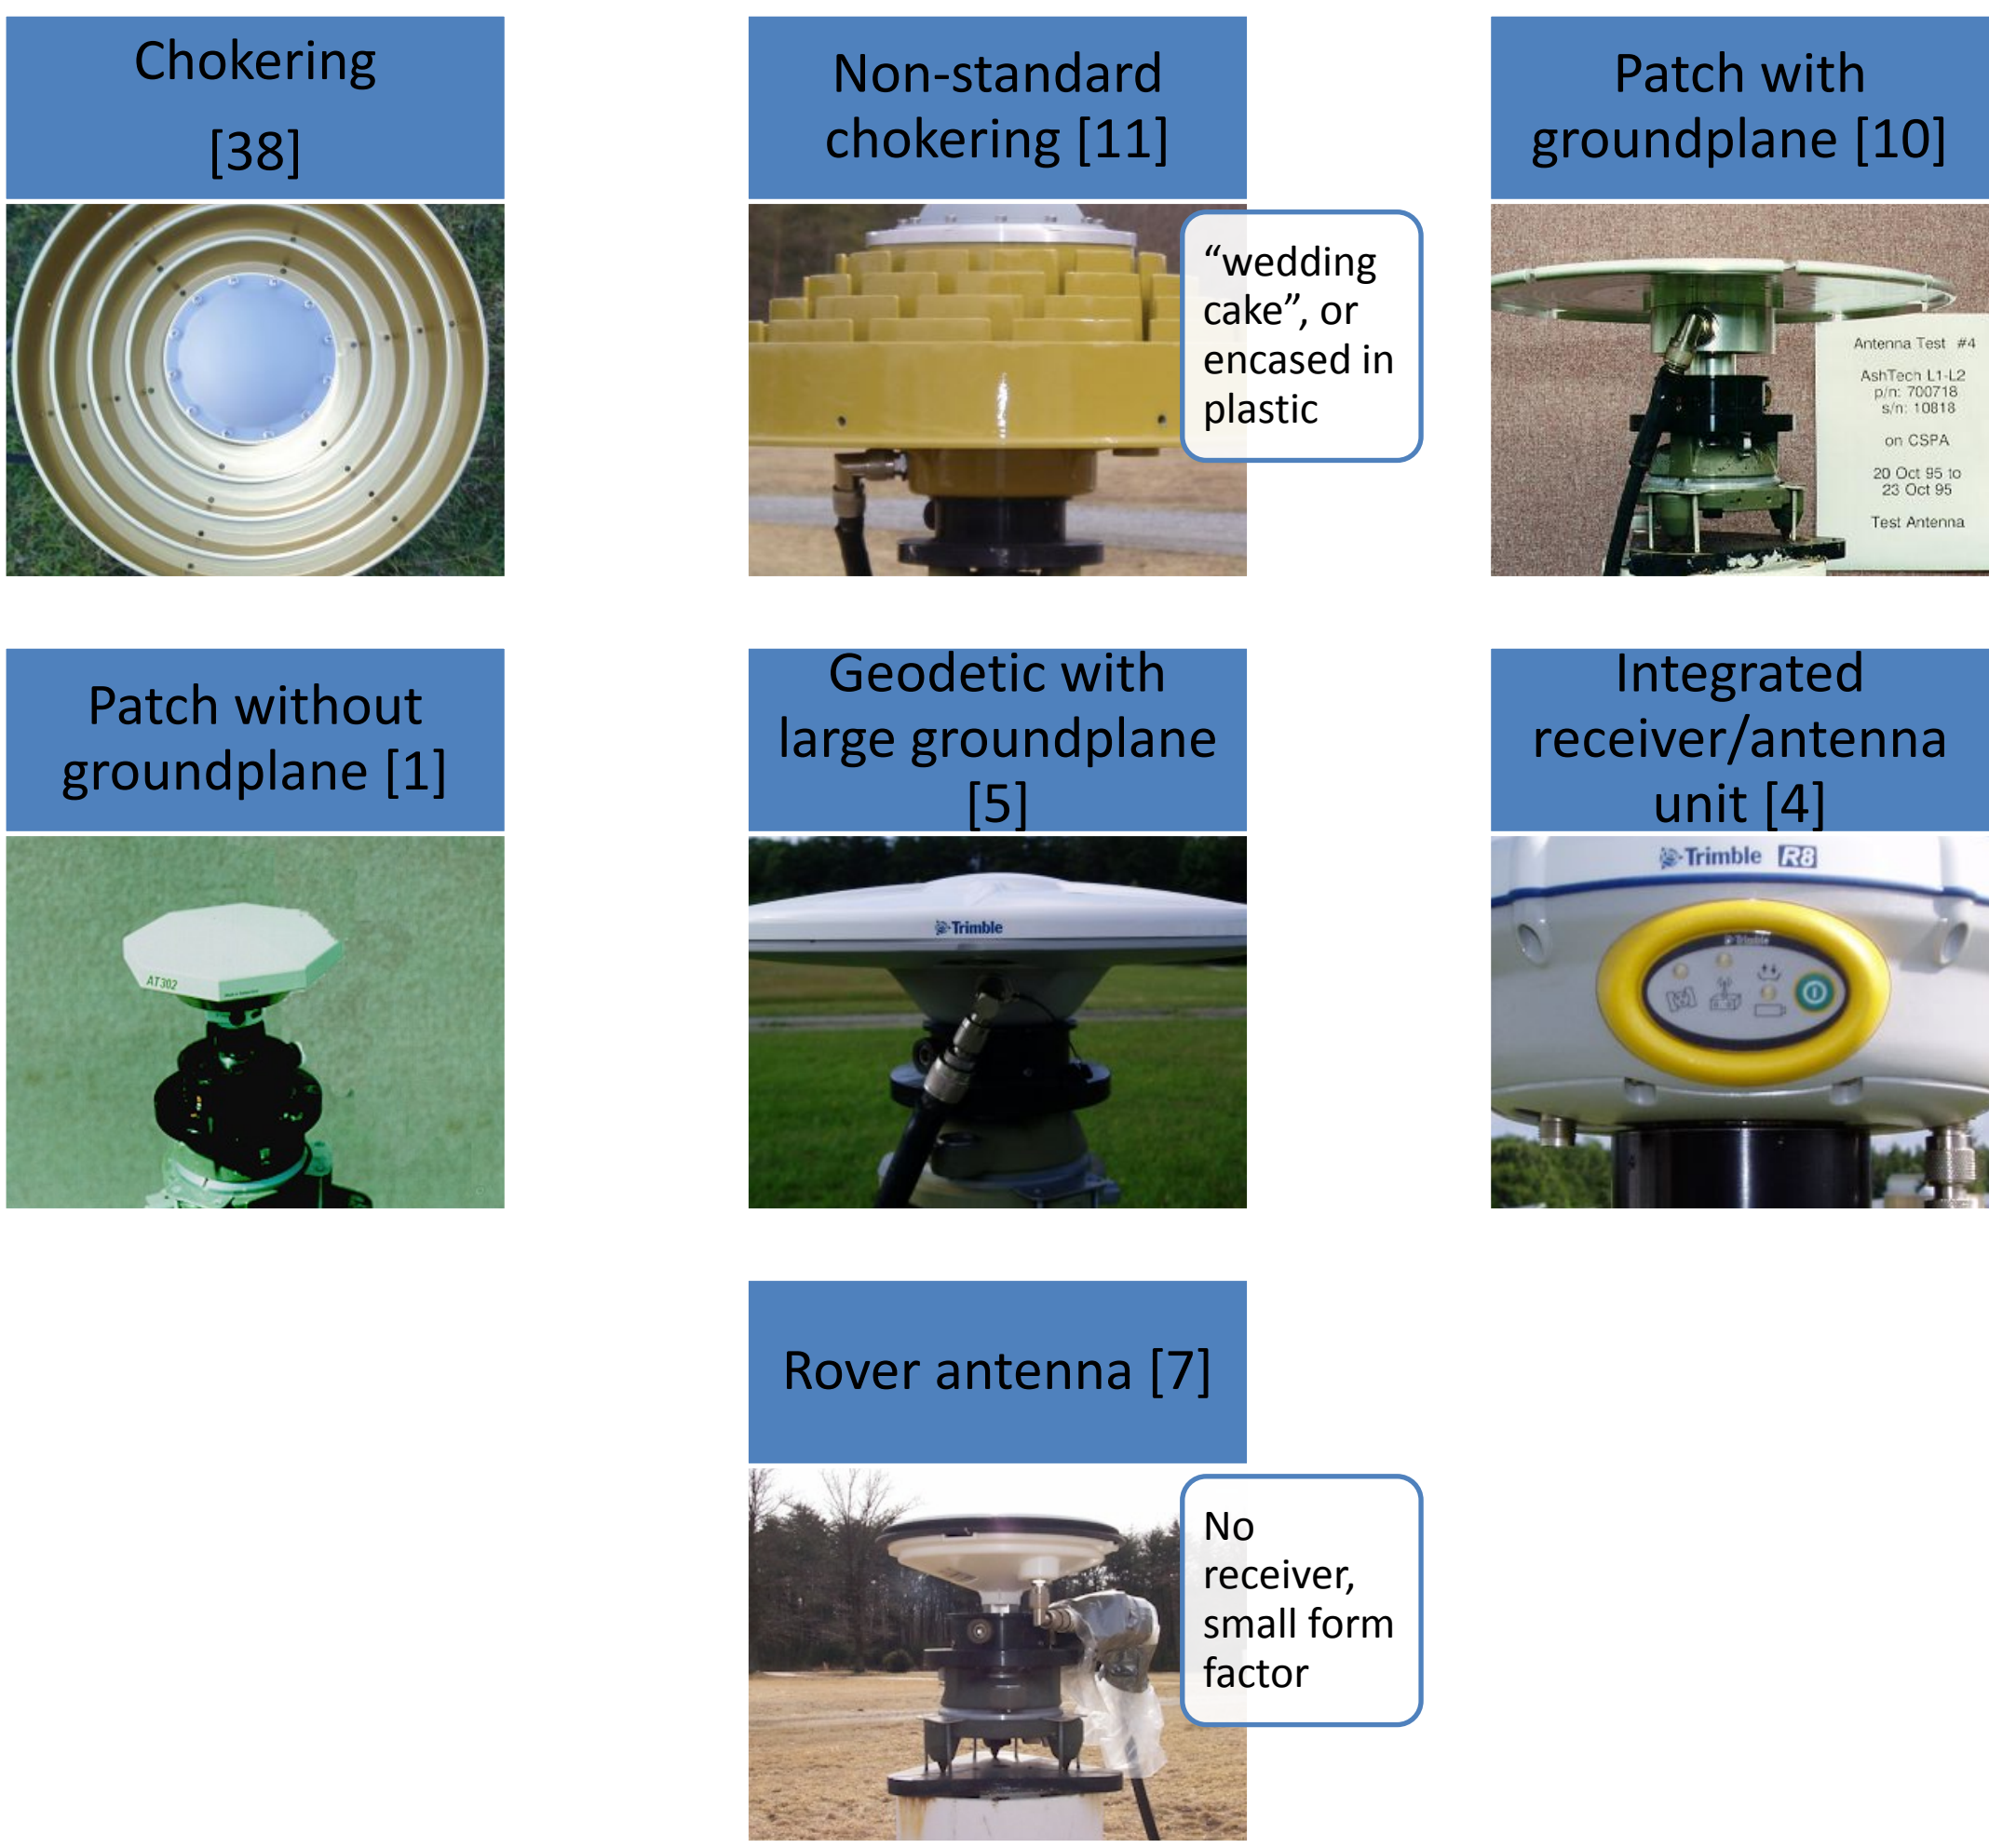 Chokering
[38]
Non-standard
chokering [11]
Patch with
groundplane [10]
“wedding
cake”, or
encased in
plastic
Antenna Test #4
AshTech L1-L2
p/n: 700718
s/n: 10818
on CSPA
20 Oct 95 to
23 Oct 95
Test Antenna
Patch without
groundplane [1]
Geodetic with
large groundplane
[5]
Integrated
receiver/antenna
unit [4]
AT302
Trimble
Trimble R8
Trimble
Rover antenna [7]
No
receiver,
small form
factor